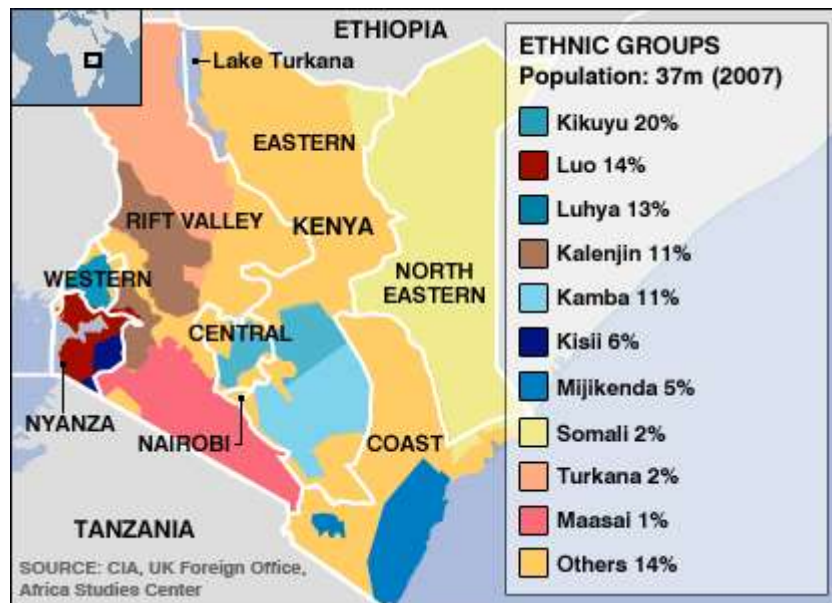 ETHIOPIA
Lake Turkana
EASTERN
RIFT VALLEY
KENYA
WESTERN
NORTH
EASTERN
CENTRAL
NYANZA
NAIROBI
COAST
TANZANIA
SOURCE: CIA, UK Foreign Office,
Africa Studies Center
ETHNIC GROUPS
Population: 37m (2007)
Kikuyu 20%
Luo 14%
Luhya 13%
Kalenjin 11%
Kamba 11%
Kisii 6%
Mijikenda 5%
Somali 2%
Turkana 2%
Maasai 1%
Others 14%